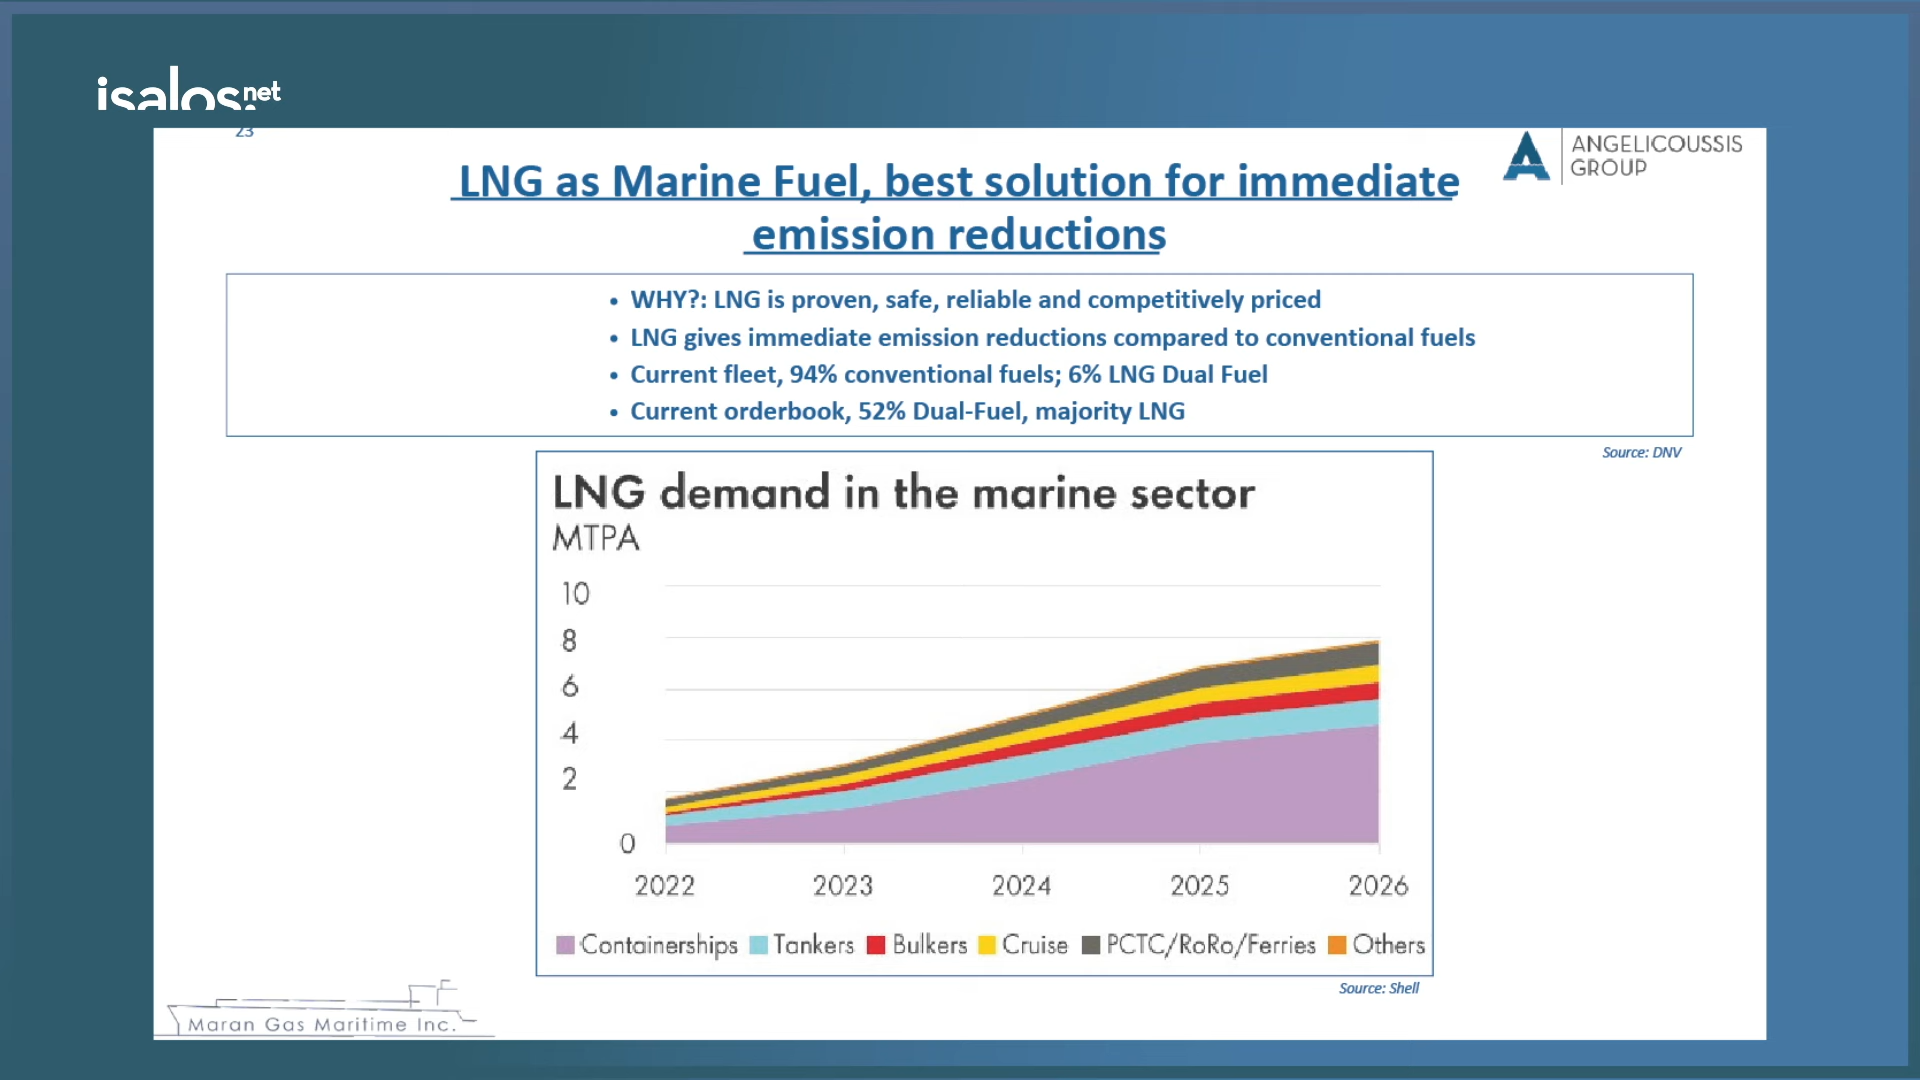 isalos.net
23
ANGELICOUSSIS
GROUP
LNG as Marine Fuel, best solution for immediate
emission reductions
• WHY?: LNG is proven, safe, reliable and competitively priced
• LNG gives immediate emission reductions compared to conventional fuels
• Current fleet, 94% conventional fuels; 6% LNG Dual Fuel
• Current orderbook, 52% Dual-Fuel, majority LNG
Source: DNV
LNG demand in the marine sector
MTPA
10
8
6
4
2
0
2022 2023 2024 2025 2026
Containerships Tankers Bulkers Cruise PCTC/RoRo/Ferries Others
Source: Shell
Maran Gas Maritime Inc.